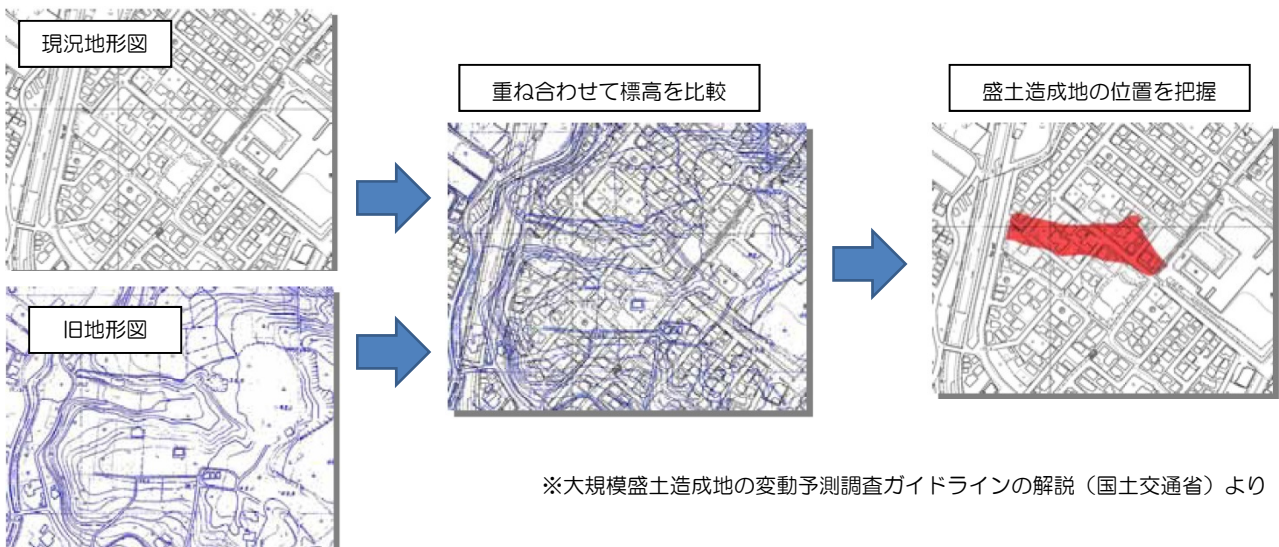 現況地形図
旧地形図
重ね合わせて標高を比較
盛土造成地の位置を把握
※大規模盛土造成地の変動予測調査ガイドラインの解説（国土交通省）より